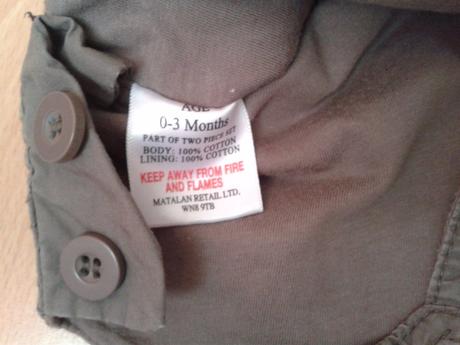 AGE
0-3 Months
PART OF TWO PIECE SET
BODY: 100% COTTON
LINING: 100% COTTON
KEEP AWAY FROM FIRE
AND FLAMES
MATALAN RETAIL LTD.
WN8 9TB